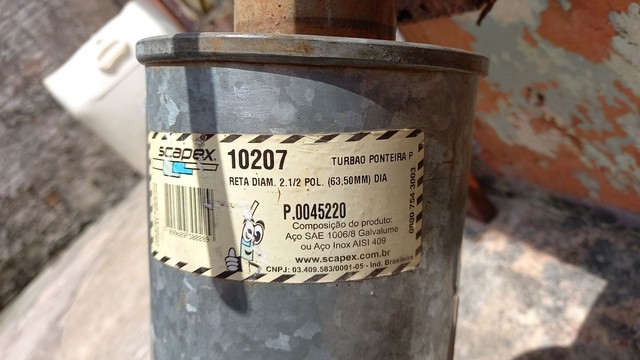 scapex
10207
TURBAO PONTEIRA P
RETA DIAM. 2.1/2 POL. (63,50MM) DIA
P.0045220
Composição do produto:
Aço SAE 1006/8 Galvalume
ou Aço Inox AISI 409
www.scapex.com.br
CNPJ: 03.409.583/0001-05 - Ind. Brasileira
0800 754 3003